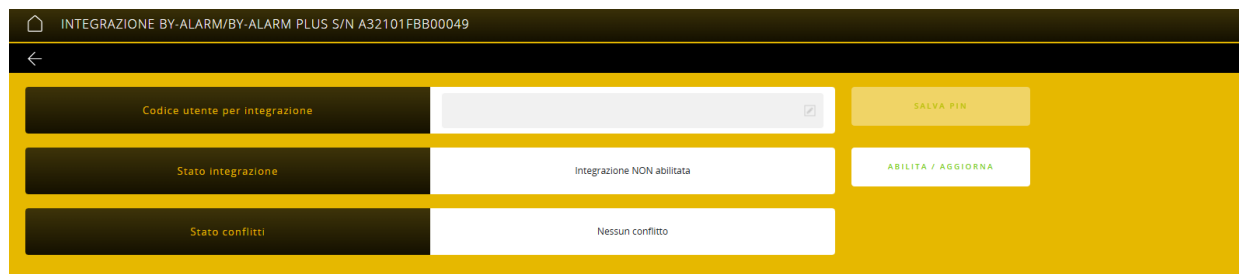 INTEGRAZIONE BY-ALARM/BY-ALARM PLUS S/N A32101FBB00049
Codice utente per integrazione
SALVA PIN
Stato integrazione
Integrazione NON abilitata
ABILITA / AGGIORNA
Stato conflitti
Nessun conflitto